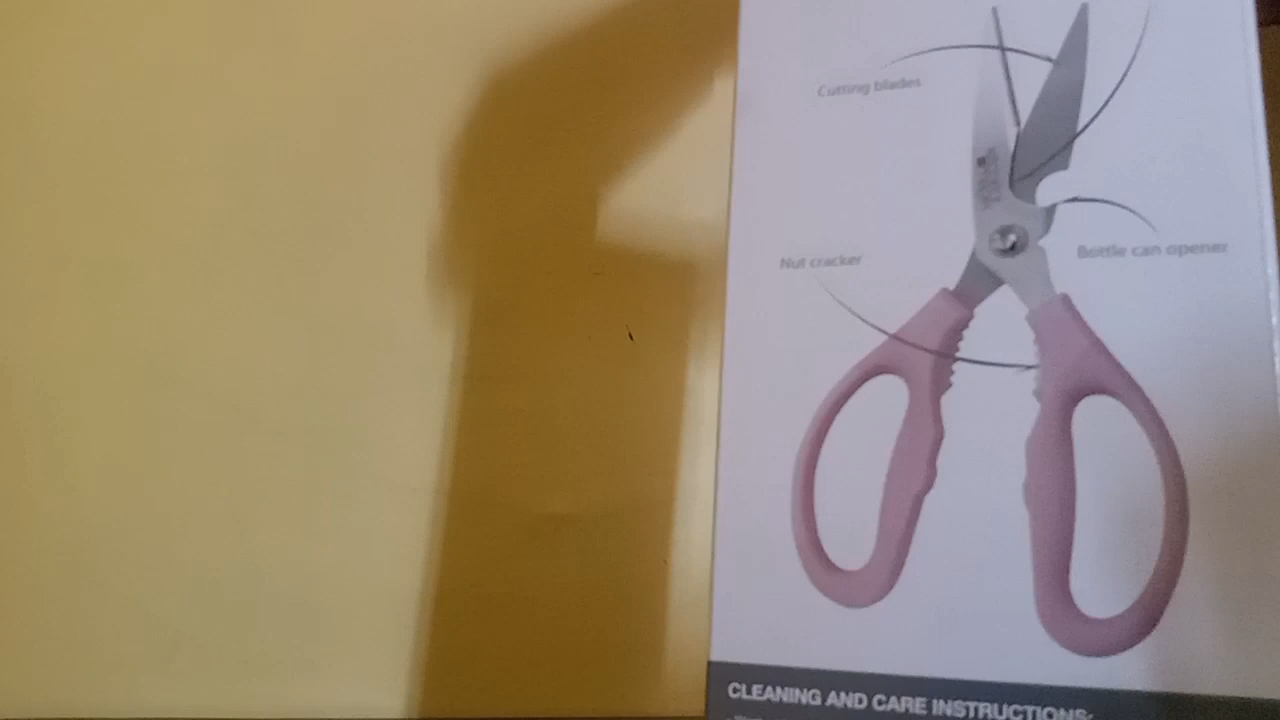 Cutting blades
Nut cracker
Bottle can opener
CLEANING AND CARE INSTRUCTIONS: